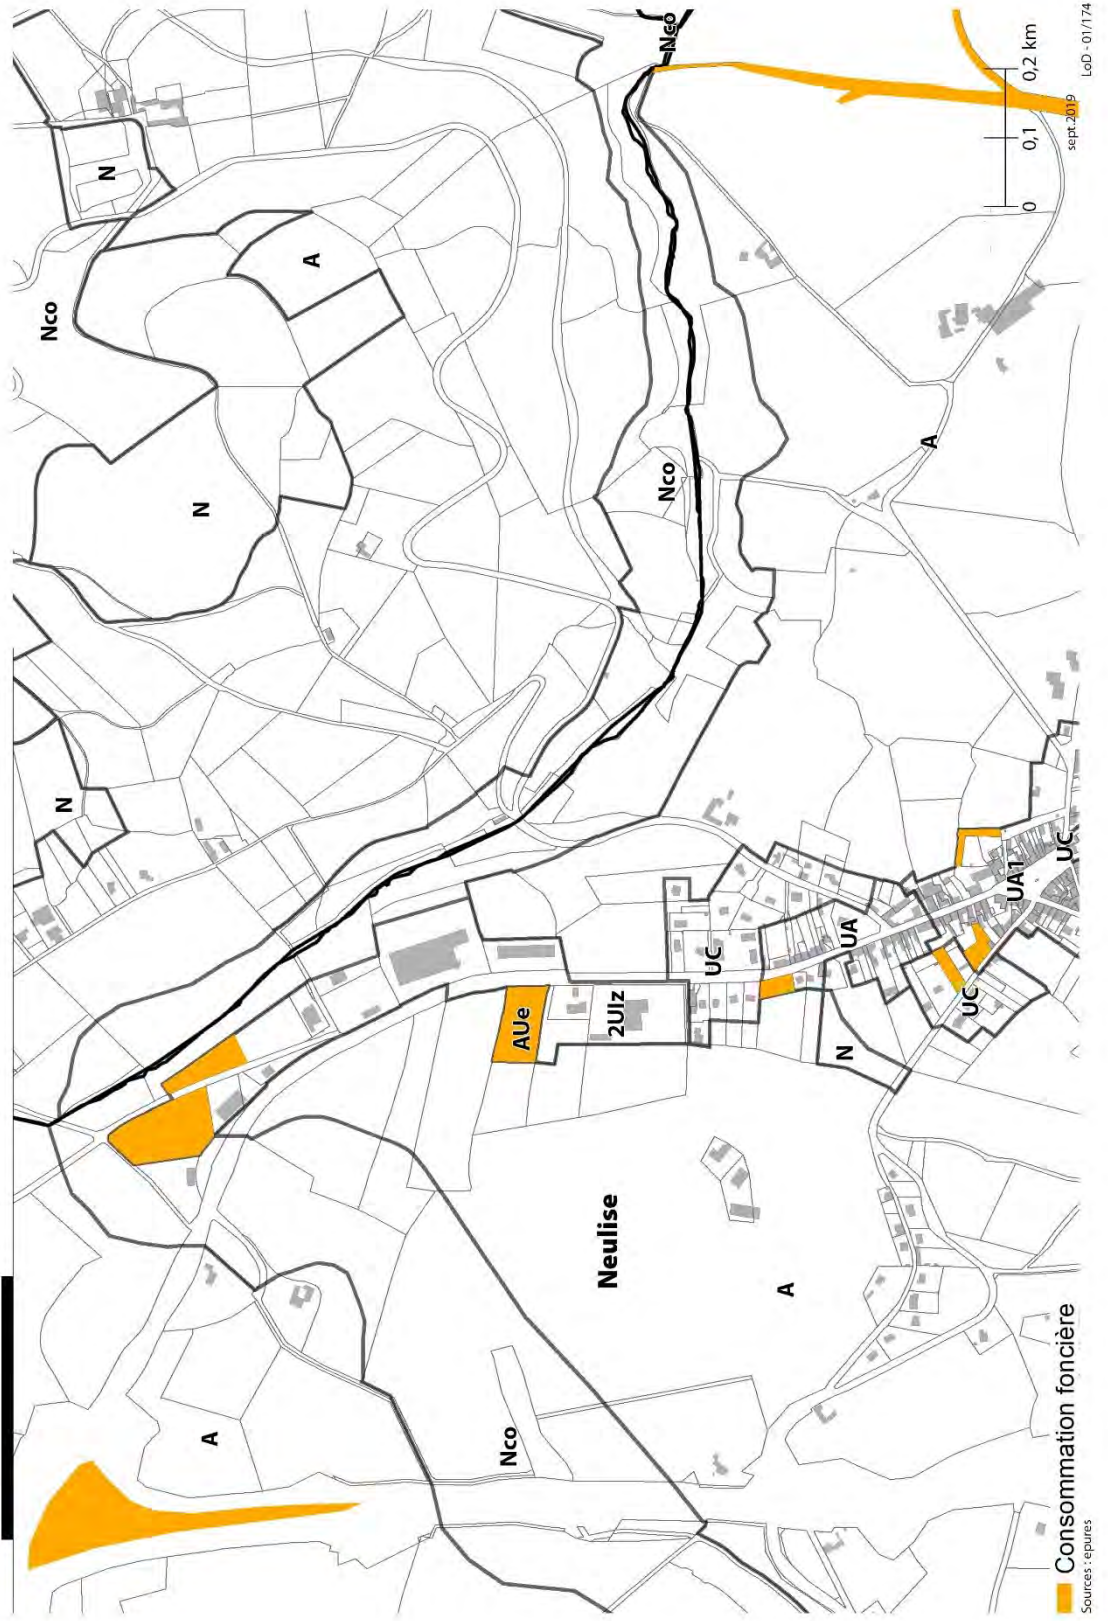 Nco
N
N
N
A
A
Nco
AUe
Neulise
2UIz
Nco
Nco
UC
A
N
UA
A
UC
UA1
UC
0 0,1 0,2 km
Consommation foncière
sept.2019
Sources : epures
LoD - 01/174